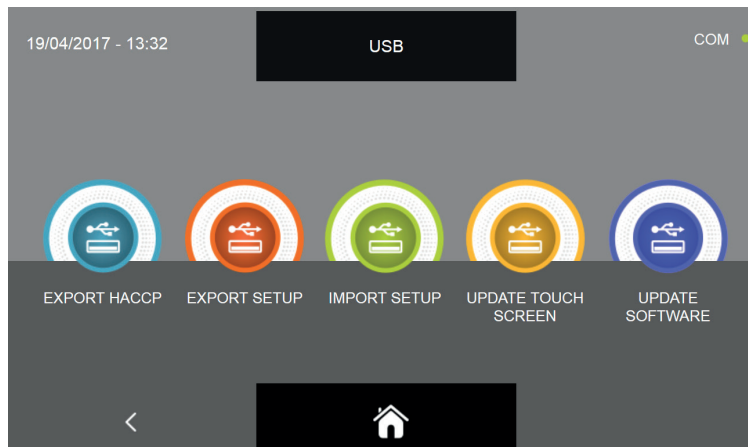 19/04/2017 - 13:32
USB
COM
EXPORT HACCP
EXPORT SETUP
IMPORT SETUP
UPDATE TOUCH
SCREEN
UPDATE
SOFTWARE